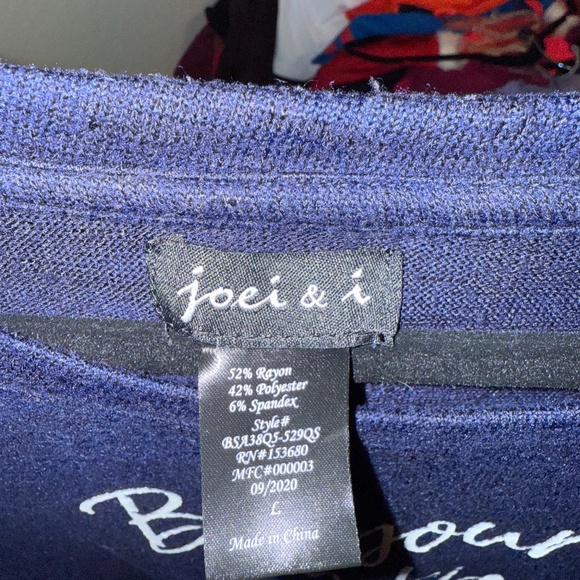 joei & i
52% Rayon
42% Polyester
6% Spandex
Style#
BSA38Q5-529QS
RN#153680
MFC#000003
09/2020
L
Made in China